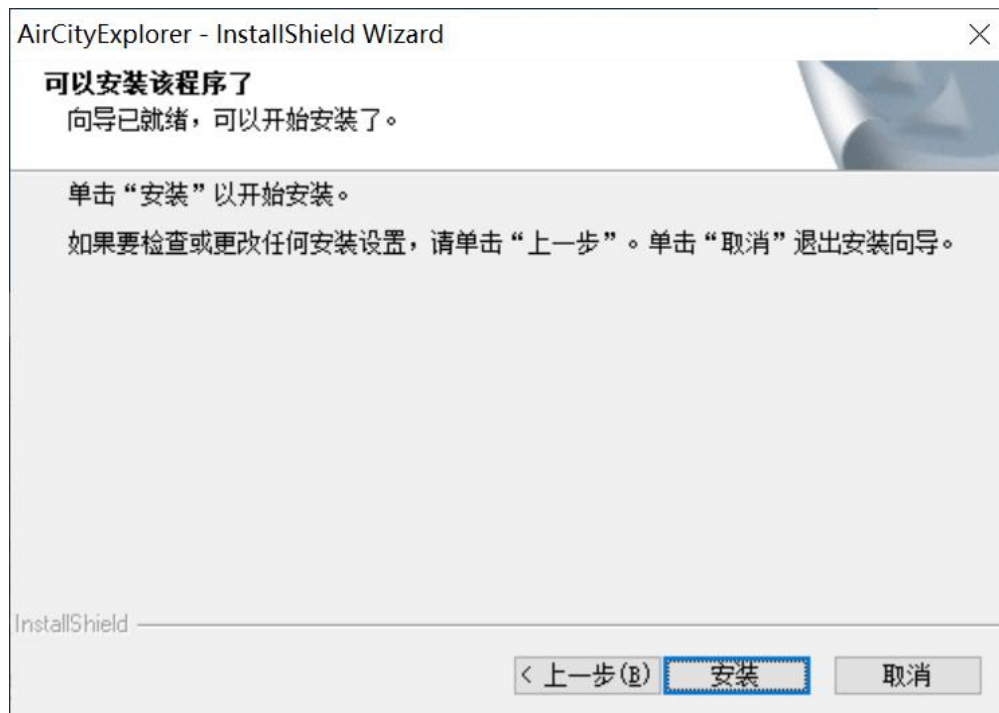 AirCityExplorer - InstallShield Wizard
可以安装该程序了
向导已就绪，可以开始安装了。
单击“安装”以开始安装。
如果要检查或更改任何安装设置，请单击“上一步”。单击“取消”退出安装向导。
InstallShield
< 上一步(B)
安装
取消